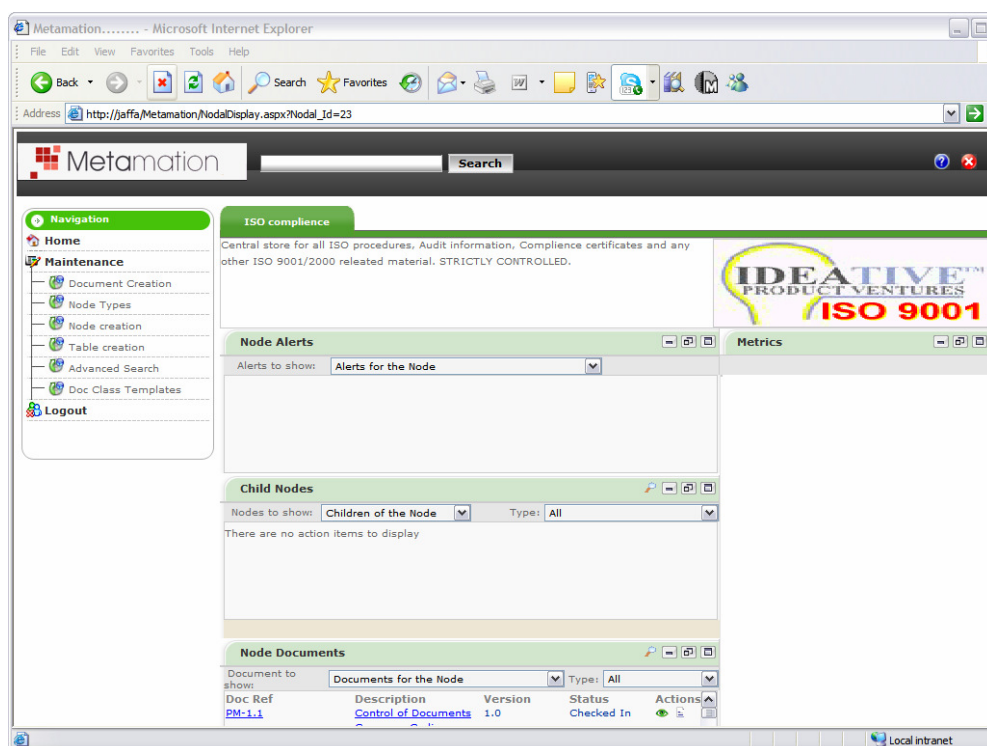 Metamation........ - Microsoft Internet Explorer
File Edit View Favorites Tools Help
Back Search Favorites
Address http://jaffa/Metamation/NodalDisplay.aspx?Nodal_Id=23
Metamation Search
Navigation
Home
Maintenance
Document Creation
Node Types
Node creation
Table creation
Advanced Search
Doc Class Templates
Logout
ISO complience
Central store for all ISO procedures, Audit information, Complience certificates and any
other ISO 9001/2000 releated material. STRICTLY CONTROLLED.
IDEATIVE™
PRODUCT VENTURES
ISO 9001
Node Alerts
Alerts to show: Alerts for the Node
Metrics
Child Nodes
Nodes to show: Children of the Node Type: All
There are no action items to display
Node Documents
Document to show: Documents for the Node Type: All
Doc Ref Description Version Status Actions
PM-1.1 Control of Documents 1.0 Checked In
Local intranet